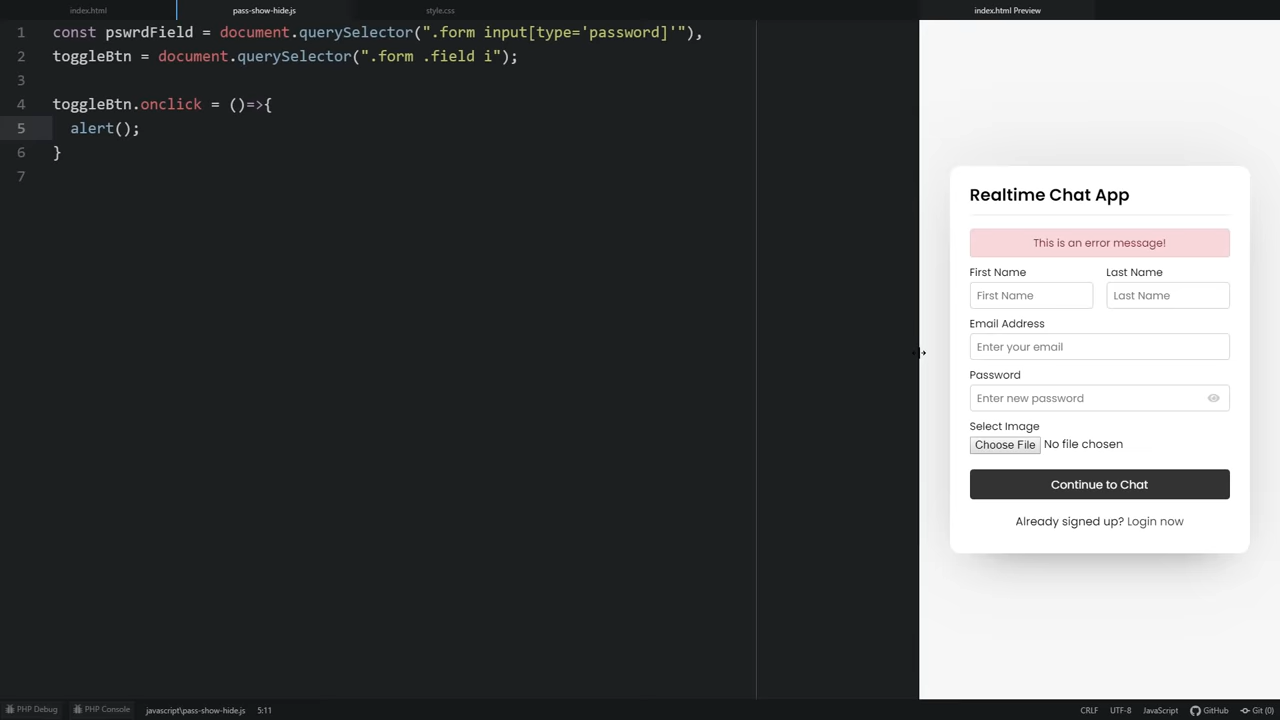 index.html
pass-show-hide.js
style.css
index.html Preview
1 const pswrdField = document.querySelector(".form input[type='password]'"),
2 toggleBtn = document.querySelector(".form .field i");
3
4 toggleBtn.onclick = ()=>{
5 alert();
6 }
7
Realtime Chat App
This is an error message!
First Name Last Name
First Name Last Name
Email Address
Enter your email
Password
Enter new password
Select Image
Choose File No file chosen
Continue to Chat
Already signed up? Login now
PHP Debug PHP Console javascript\pass-show-hide.js 5:11 CRLF UTF-8 JavaScript GitHub Git (0)